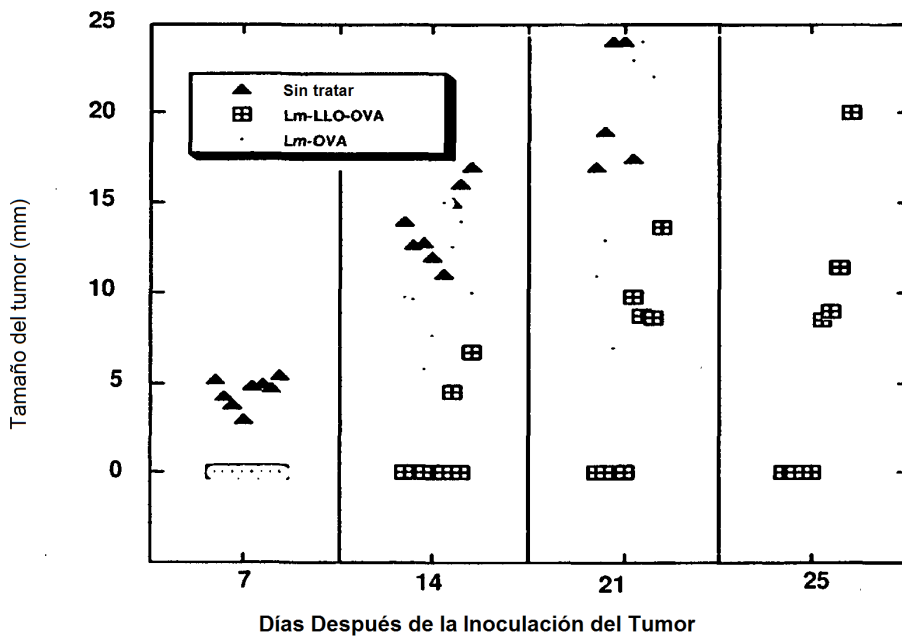 25
20
15
10
5
0
Tamaño del tumor (mm)
Sin tratar
Lm-LLO-OVA
Lm-OVA
7 14 21 25
Días Después de la Inoculación del Tumor